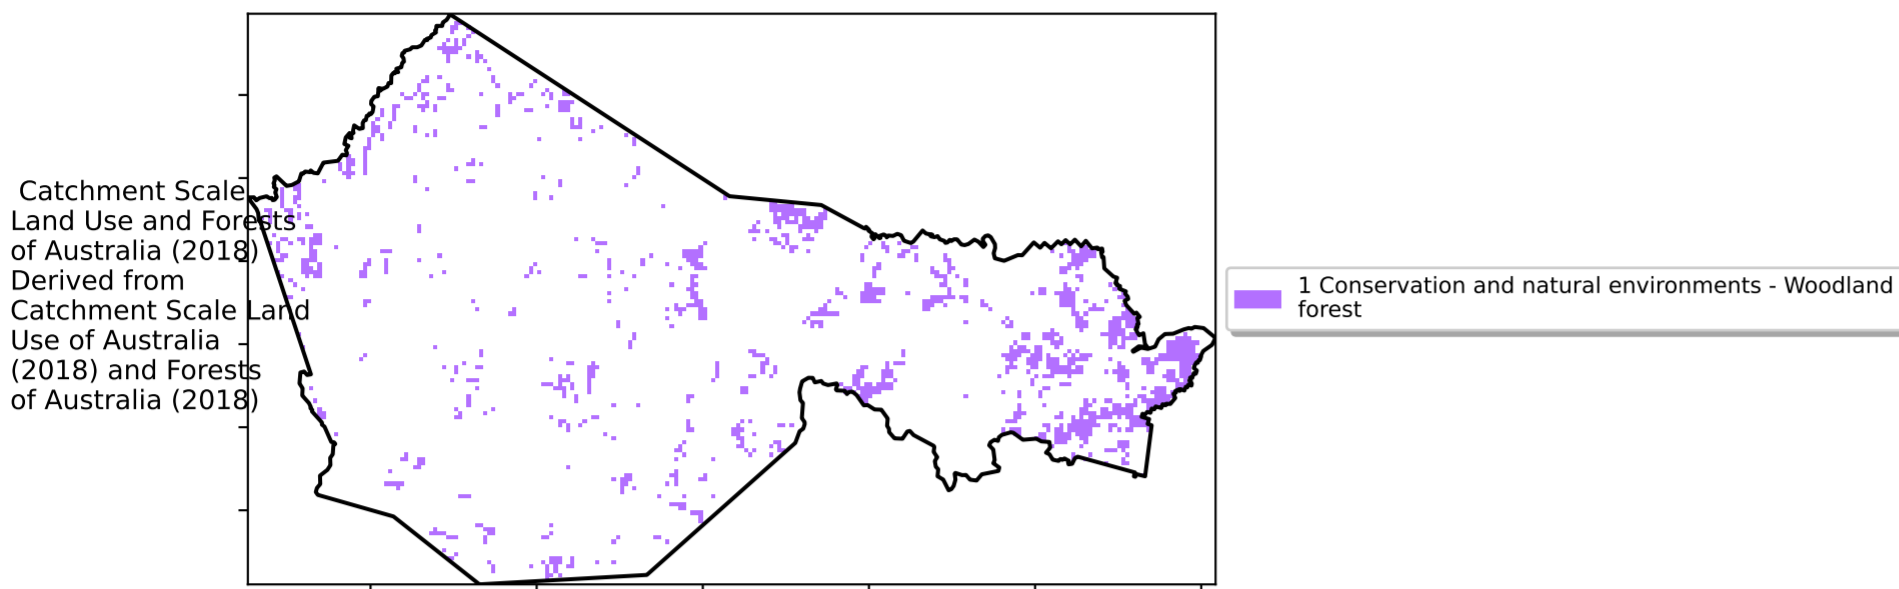 Catchment Scale
Land Use and Forests
of Australia (2018)
Derived from
Catchment Scale Land
Use of Australia
(2018) and Forests
of Australia (2018)
1 Conservation and natural environments - Woodland
forest